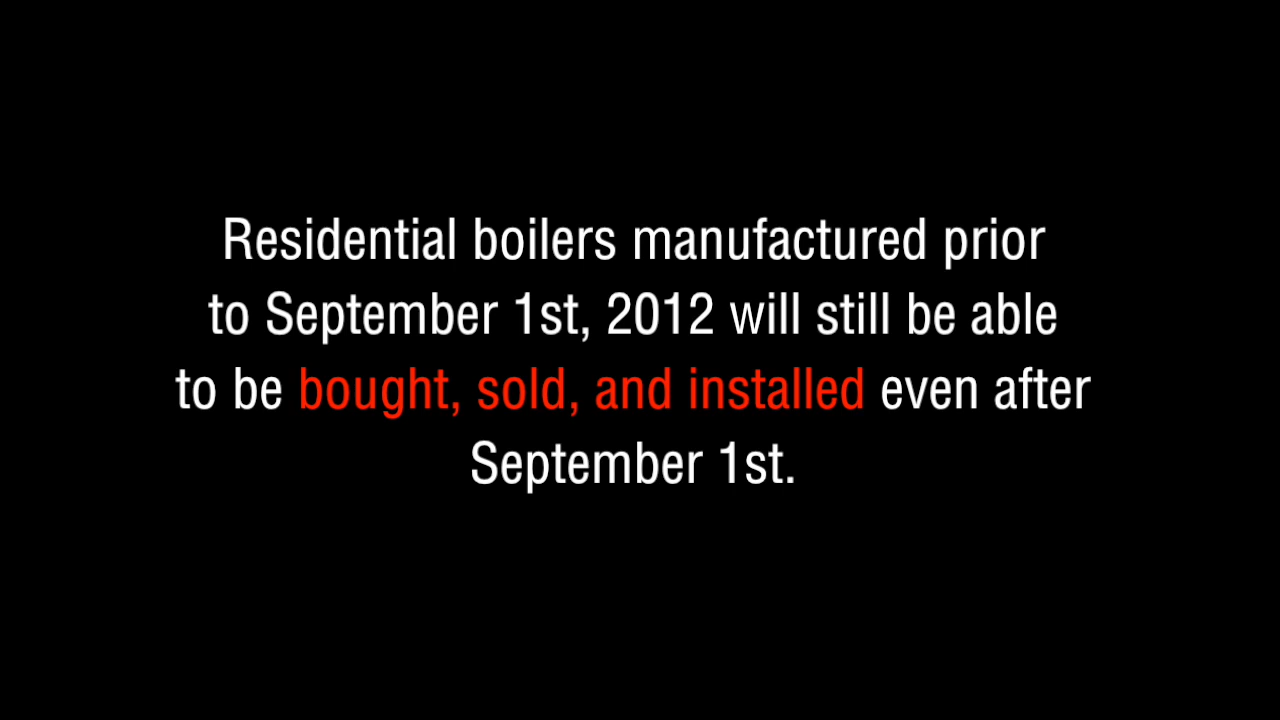 Residential boilers manufactured prior
to September 1st, 2012 will still be able
to be bought, sold, and installed even after
September 1st.